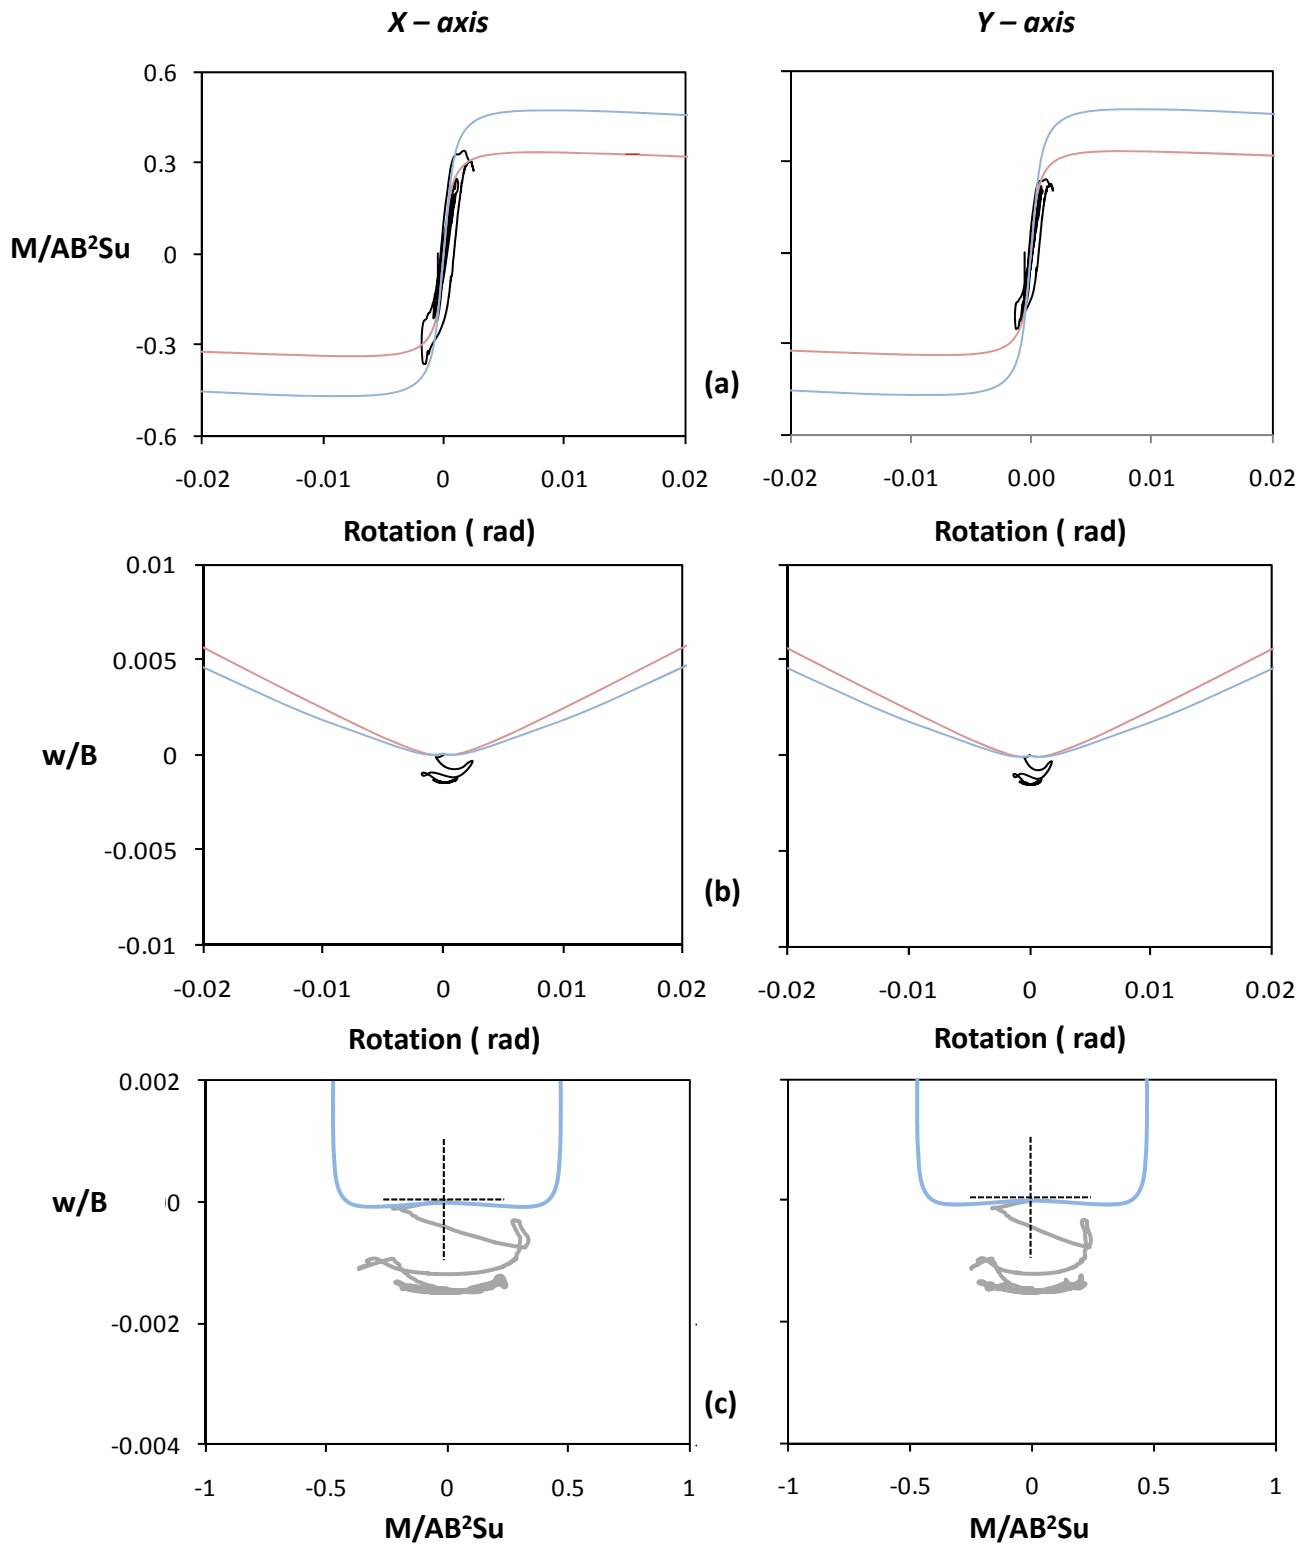 X – axis
Y – axis
0.6
0.3
M/AB²Su
0
-0.3
(a)
-0.6
-0.02 -0.01 0 0.01 0.02
-0.02 -0.01 0.00 0.01 0.02
Rotation ( rad)
Rotation ( rad)
0.01
0.005
w/B
0
-0.005
(b)
-0.01
-0.02 -0.01 0 0.01 0.02
-0.02 -0.01 0 0.01 0.02
Rotation ( rad)
Rotation ( rad)
0.002
w/B
0
-0.002
(c)
-0.004
-1 -0.5 0 0.5 1
-1 -0.5 0 0.5 1
M/AB²Su
M/AB²Su